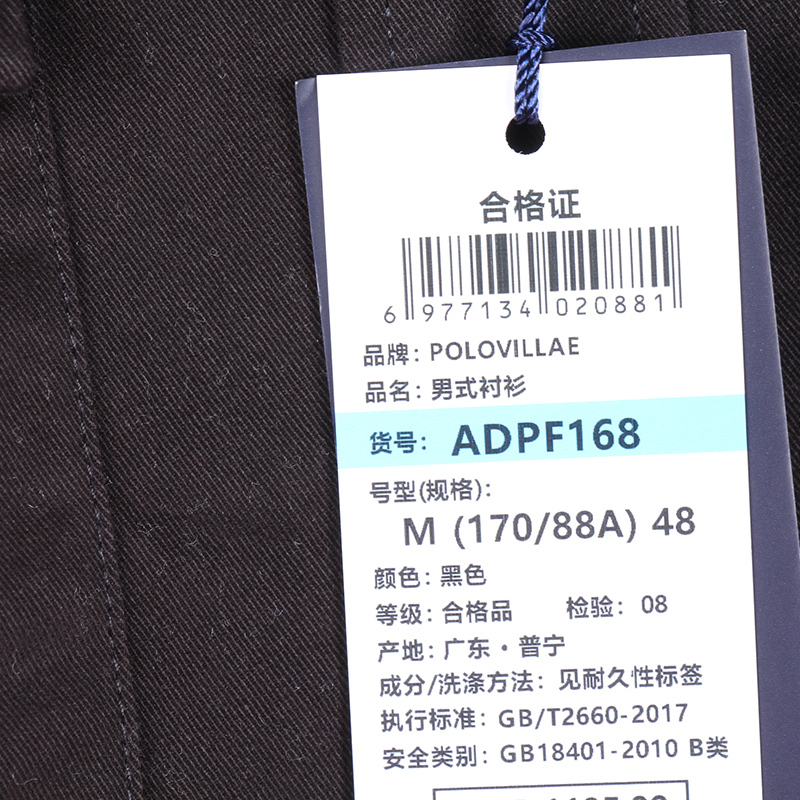 合格证
6 977134 020881
品牌: POLOVILLAE
品名: 男式衬衫
货号: ADPF168
号型(规格):
M (170/88A) 48
颜色: 黑色
等级: 合格品 检验: 08
产地: 广东·普宁
成分/洗涤方法: 见耐久性标签
执行标准: GB/T2660-2017
安全类别: GB18401-2010 B类